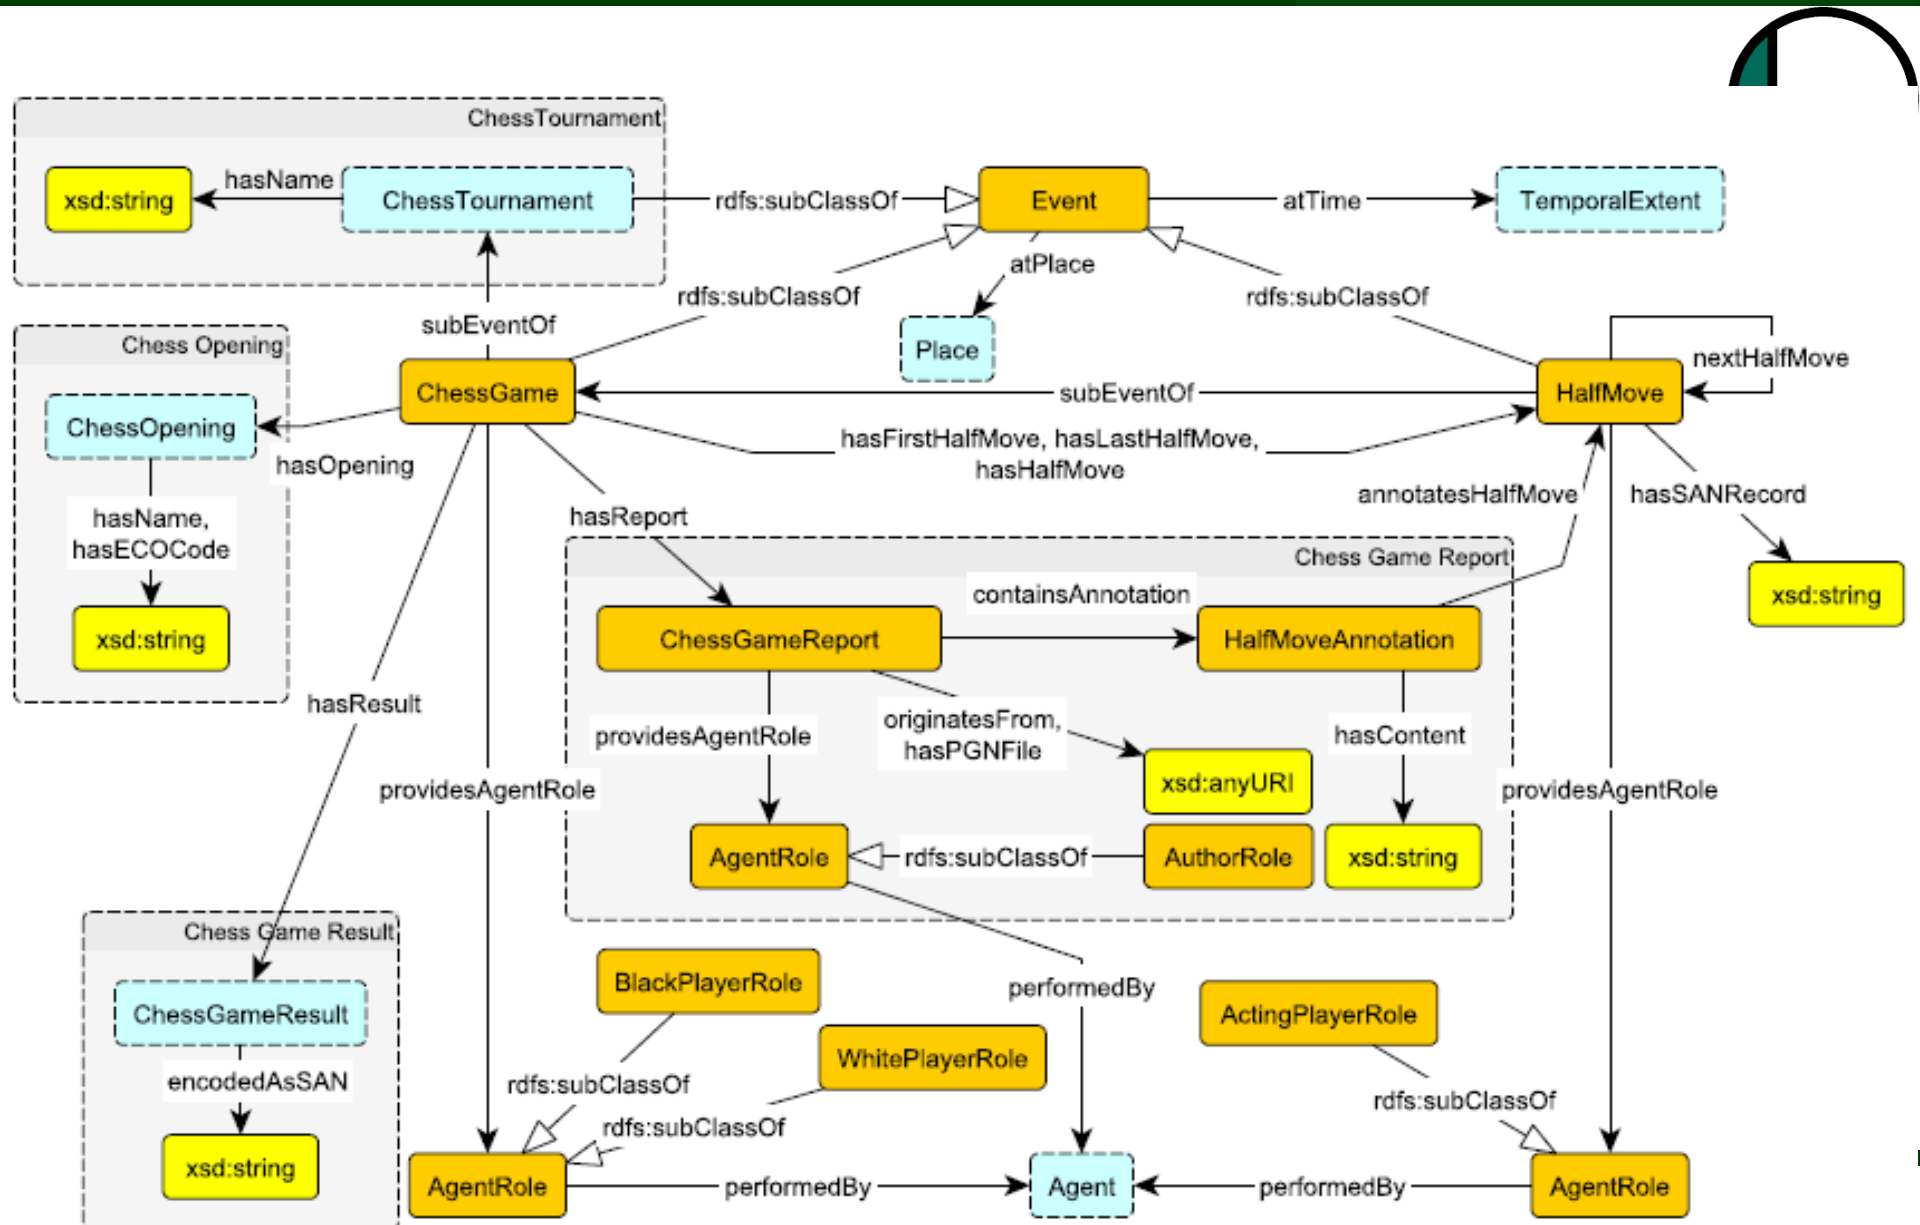 ChessTournament
xsd:string
hasName
ChessTournament
rdfs:subClassOf
Event
atTime
TemporalExtent
atPlace
rdfs:subClassOf
rdfs:subClassOf
subEventOf
Place
Chess Opening
nextHalfMove
ChessGame
subEventOf
HalfMove
ChessOpening
hasOpening
hasFirstHalfMove, hasLastHalfMove,
hasHalfMove
annotatesHalfMove
hasSANRecord
hasName,
hasECOCode
hasReport
Chess Game Report
containsAnnotation
xsd:string
xsd:string
ChessGameReport
HalfMoveAnnotation
hasResult
providesAgentRole
originatesFrom,
hasPGNFile
hasContent
providesAgentRole
xsd:anyURI
providesAgentRole
AgentRole
rdfs:subClassOf
AuthorRole
xsd:string
Chess Game Result
BlackPlayerRole
performedBy
ChessGameResult
ActingPlayerRole
WhitePlayerRole
encodedAsSAN
rdfs:subClassOf
rdfs:subClassOf
rdfs:subClassOf
xsd:string
AgentRole
performedBy
Agent
performedBy
AgentRole